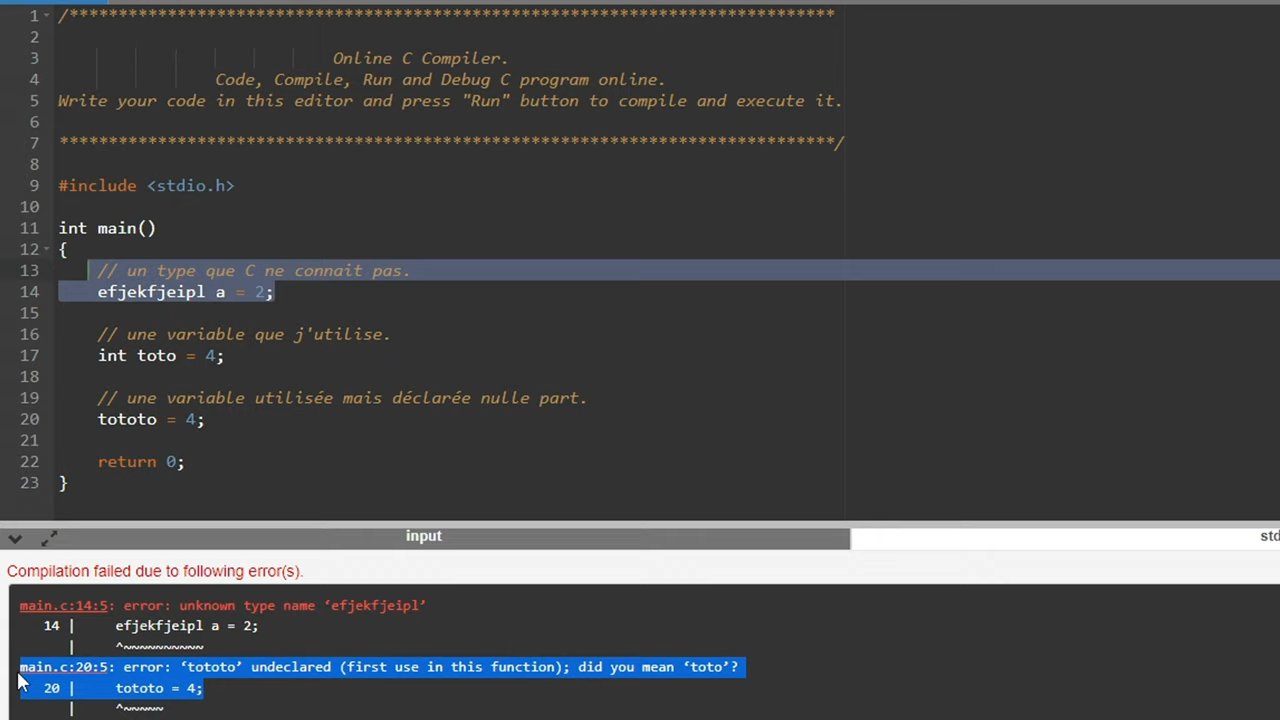 1 /******************************************************************************
2
3 Online C Compiler.
4 Code, Compile, Run and Debug C program online.
5 Write your code in this editor and press "Run" button to compile and execute it.
6
7 *******************************************************************************/
8
9 #include <stdio.h>
10
11 int main()
12 {
13 // un type que C ne connait pas.
14 efjekfjeipl a = 2;
15
16 // une variable que j'utilise.
17 int toto = 4;
18
19 // une variable utilisée mais déclarée nulle part.
20 tototo = 4;
21
22 return 0;
23 }
input std
Compilation failed due to following error(s).
main.c:14:5: error: unknown type name ‘efjekfjeipl’
14 | efjekfjeipl a = 2;
| ^~~~~~~~~~~
main.c:20:5: error: ‘tototo’ undeclared (first use in this function); did you mean ‘toto’?
20 | tototo = 4;
| ^~~~~~